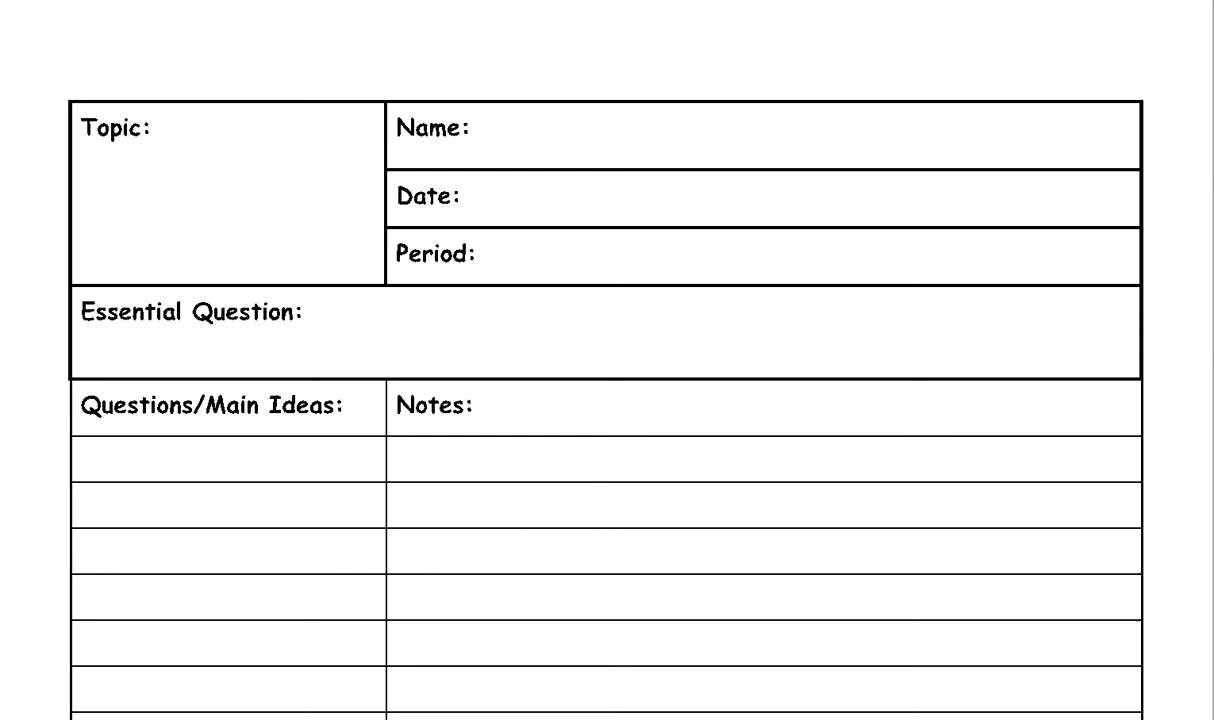 Topic:
Name:
Date:
Period:
Essential Question:
Questions/Main Ideas:
Notes: